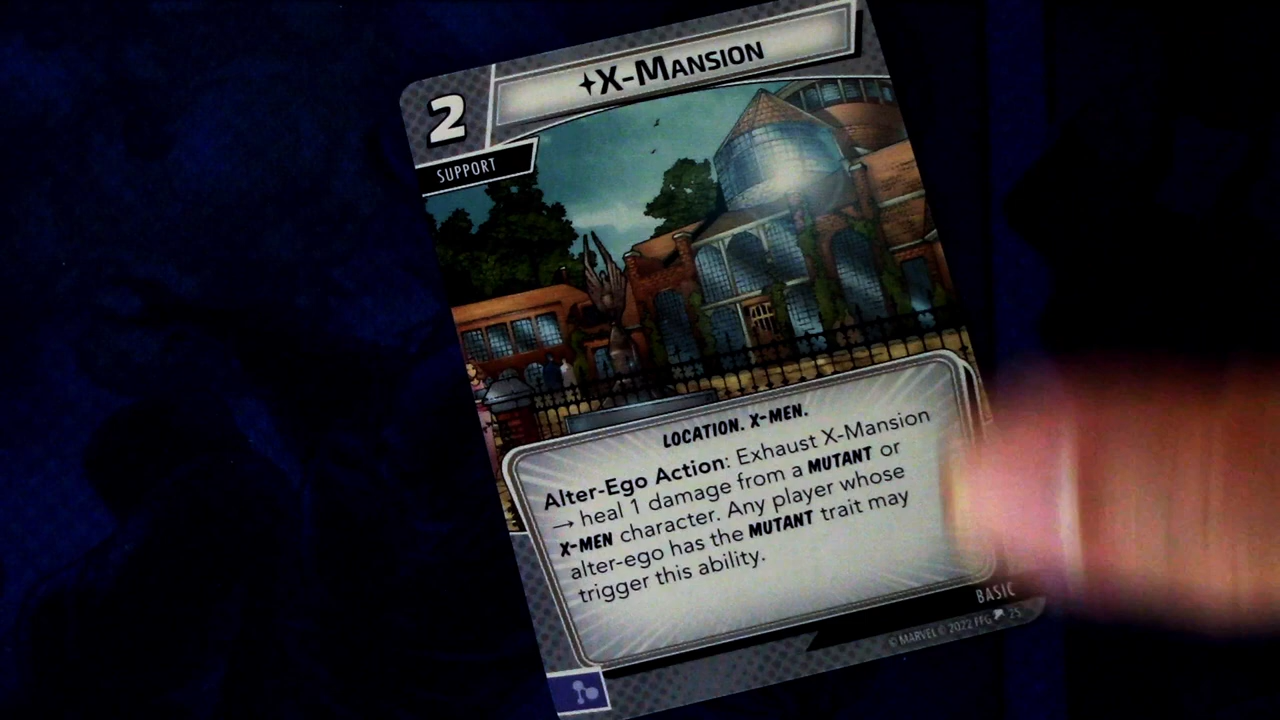 2
X-MANSION
SUPPORT
LOCATION. X-MEN.
Alter-Ego Action: Exhaust X-Mansion
→ heal 1 damage from a MUTANT or
X-MEN character. Any player whose
alter-ego has the MUTANT trait may
trigger this ability.
BASIC
© MARVEL © 2022 FFG 25